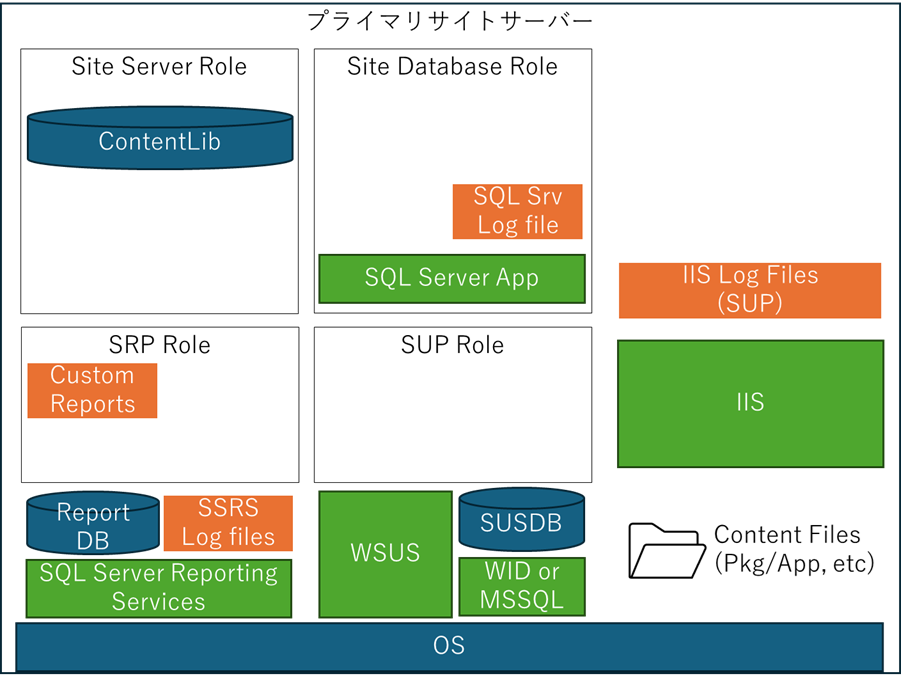 プライマリサイトサーバー
Site Server Role
ContentLib
Site Database Role
SQL Srv
Log file
SQL Server App
IIS Log Files
(SUP)
IIS
SRP Role
Custom
Reports
SUP Role
Report
DB
SSRS
Log files
SQL Server Reporting
Services
WSUS
SUSDB
WID or
MSSQL
Content Files
(Pkg/App, etc)
OS